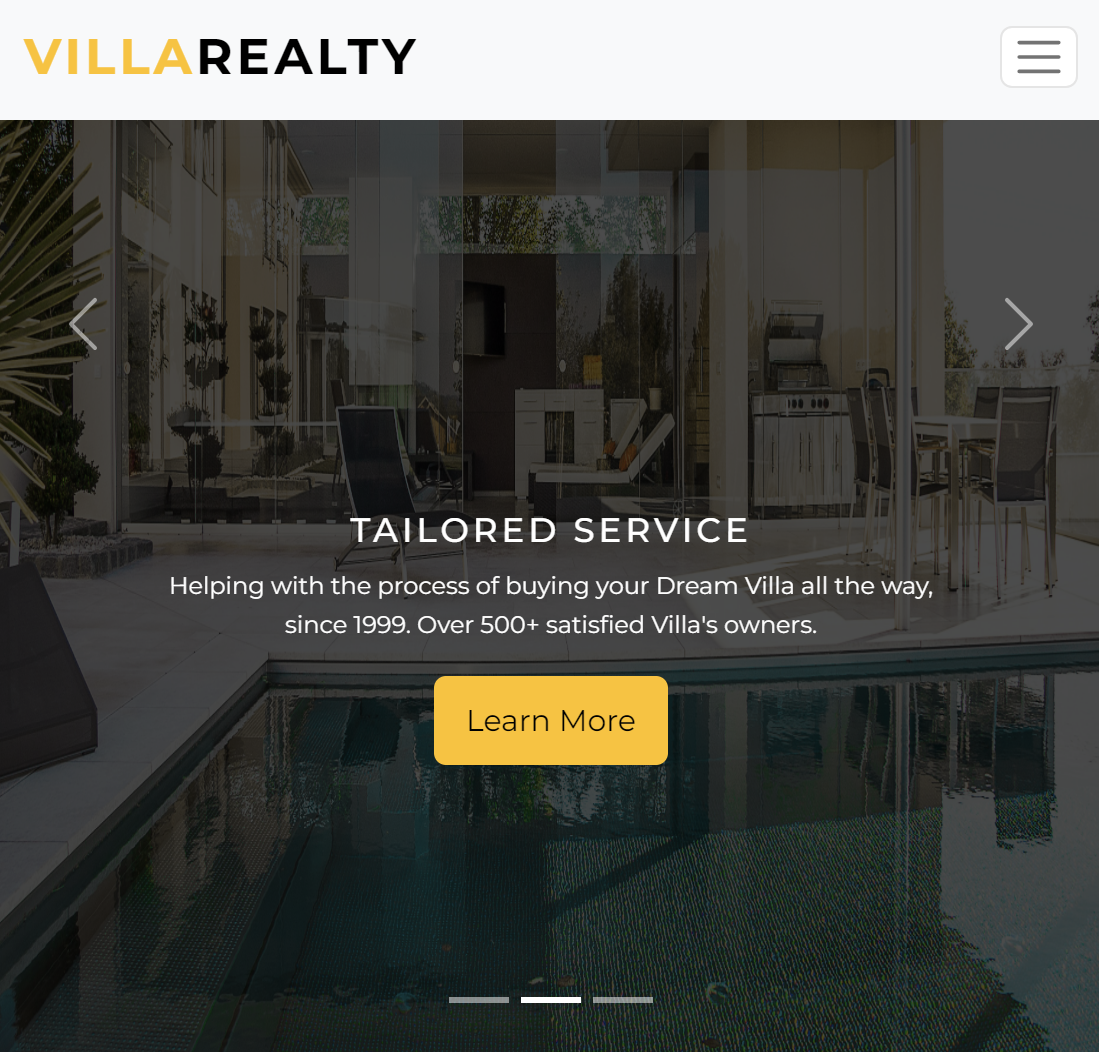 VILLAREALTY
TAILORED SERVICE
Helping with the process of buying your Dream Villa all the way,
since 1999. Over 500+ satisfied Villa's owners.
Learn More